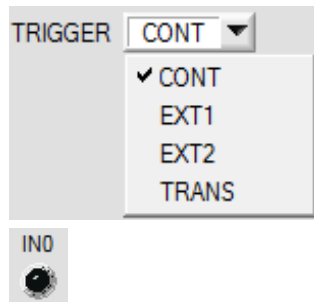 TRIGGER CONT
CONT
EXT1
EXT2
TRANS
IN0